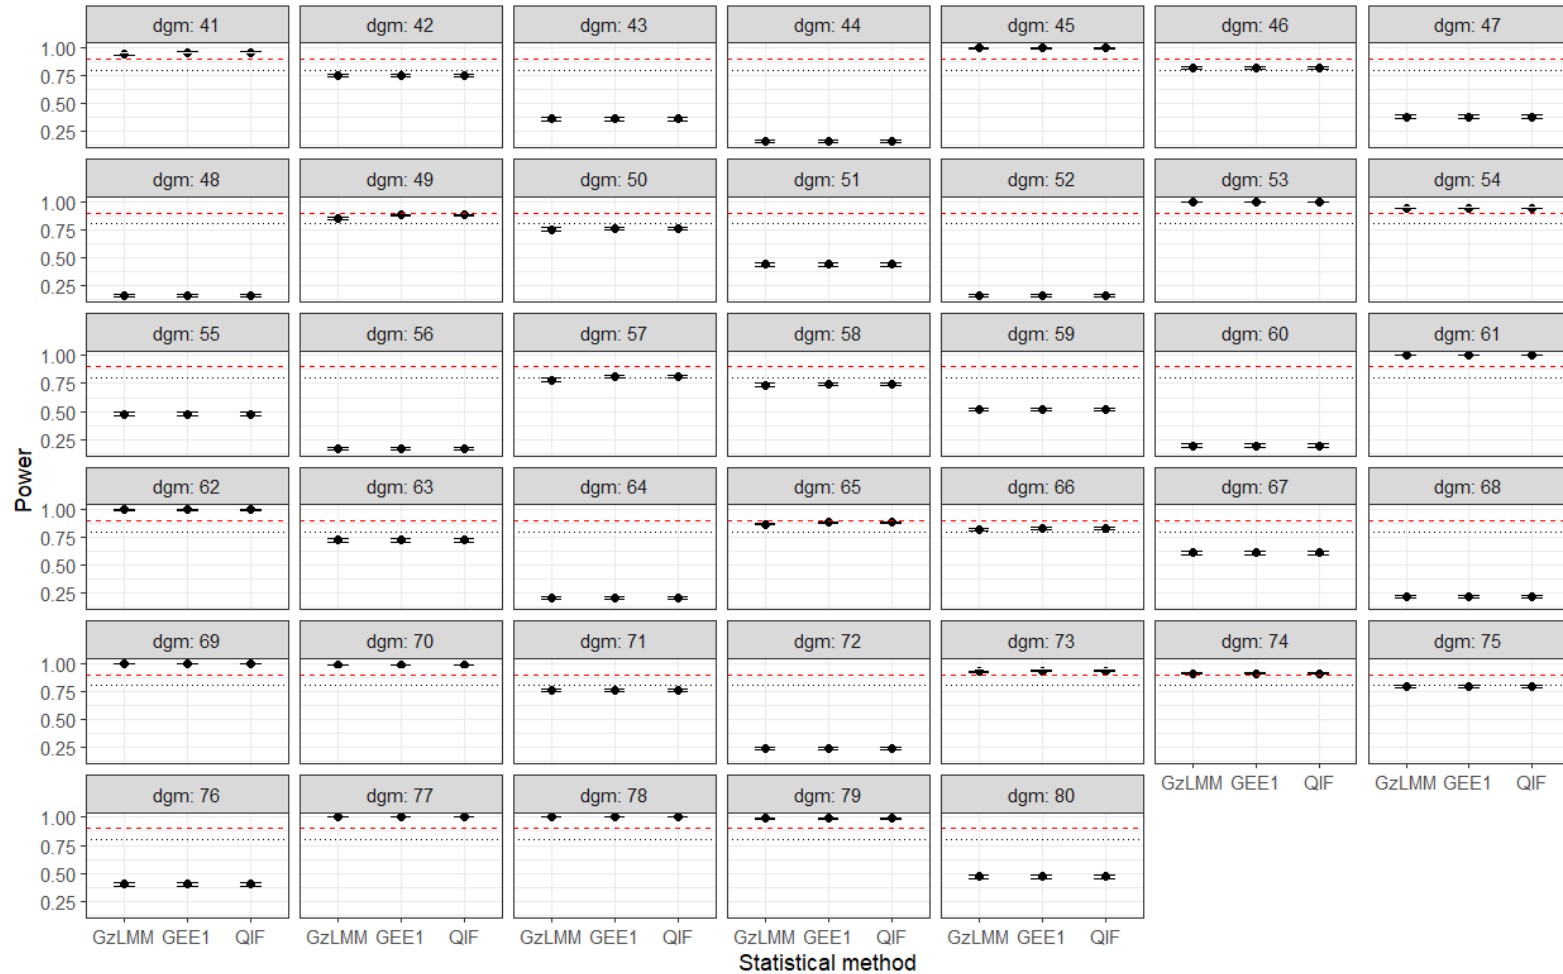 dgm: 41 dgm: 42 dgm: 43 dgm: 44 dgm: 45 dgm: 46 dgm: 47
1.00
0.75
0.50
0.25
dgm: 48 dgm: 49 dgm: 50 dgm: 51 dgm: 52 dgm: 53 dgm: 54
1.00
0.75
0.50
0.25
dgm: 55 dgm: 56 dgm: 57 dgm: 58 dgm: 59 dgm: 60 dgm: 61
1.00
0.75
0.50
0.25
Power
dgm: 62 dgm: 63 dgm: 64 dgm: 65 dgm: 66 dgm: 67 dgm: 68
1.00
0.75
0.50
0.25
dgm: 69 dgm: 70 dgm: 71 dgm: 72 dgm: 73 dgm: 74 dgm: 75
1.00
0.75
0.50
0.25
GzLMM GEE1 QIF GzLMM GEE1 QIF
dgm: 76 dgm: 77 dgm: 78 dgm: 79 dgm: 80
1.00
0.75
0.50
0.25
GzLMM GEE1 QIF GzLMM GEE1 QIF GzLMM GEE1 QIF GzLMM GEE1 QIF GzLMM GEE1 QIF
Statistical method